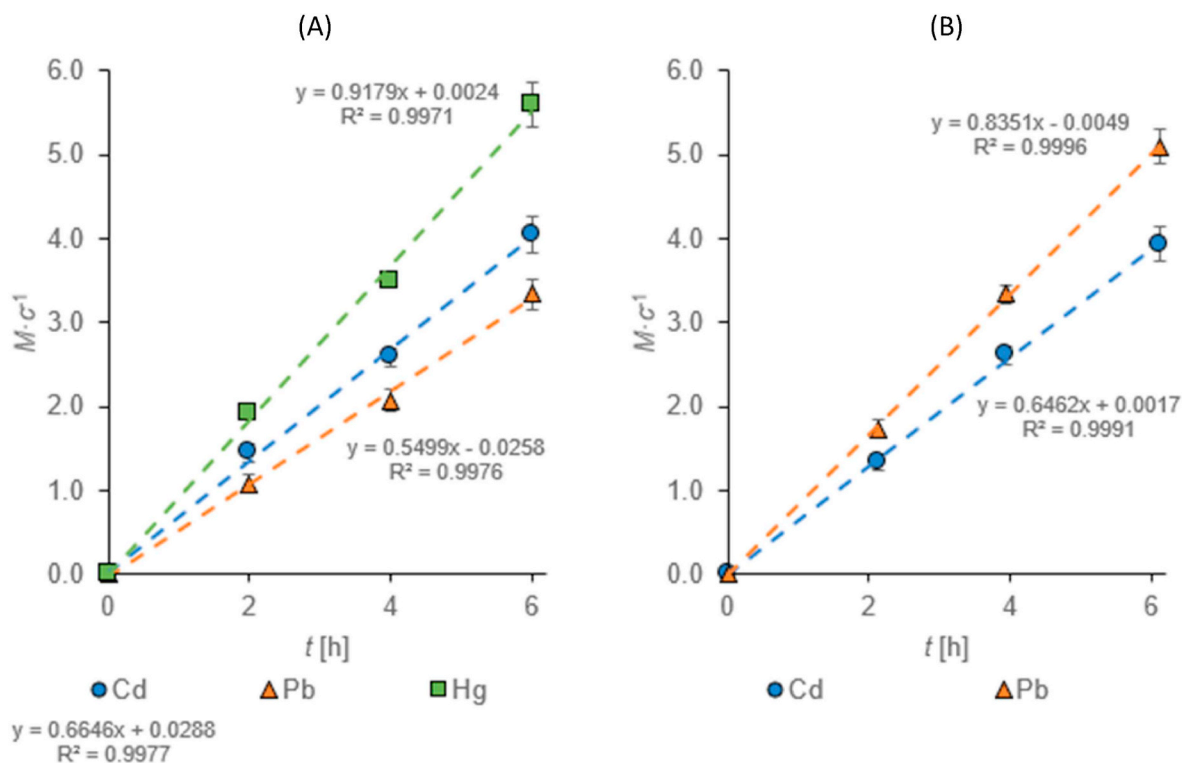 (A)
6.0
5.0
4.0
3.0
2.0
1.0
0.0
M·c⁻¹
y = 0.9179x + 0.0024
R² = 0.9971
y = 0.5499x - 0.0258
R² = 0.9976
0 2 4 6
t [h]
Cd Pb Hg
y = 0.6646x + 0.0288
R² = 0.9977
(B)
6.0
5.0
4.0
3.0
2.0
1.0
0.0
M·c⁻¹
y = 0.8351x - 0.0049
R² = 0.9996
y = 0.6462x + 0.0017
R² = 0.9991
0 2 4 6
t [h]
Cd Pb